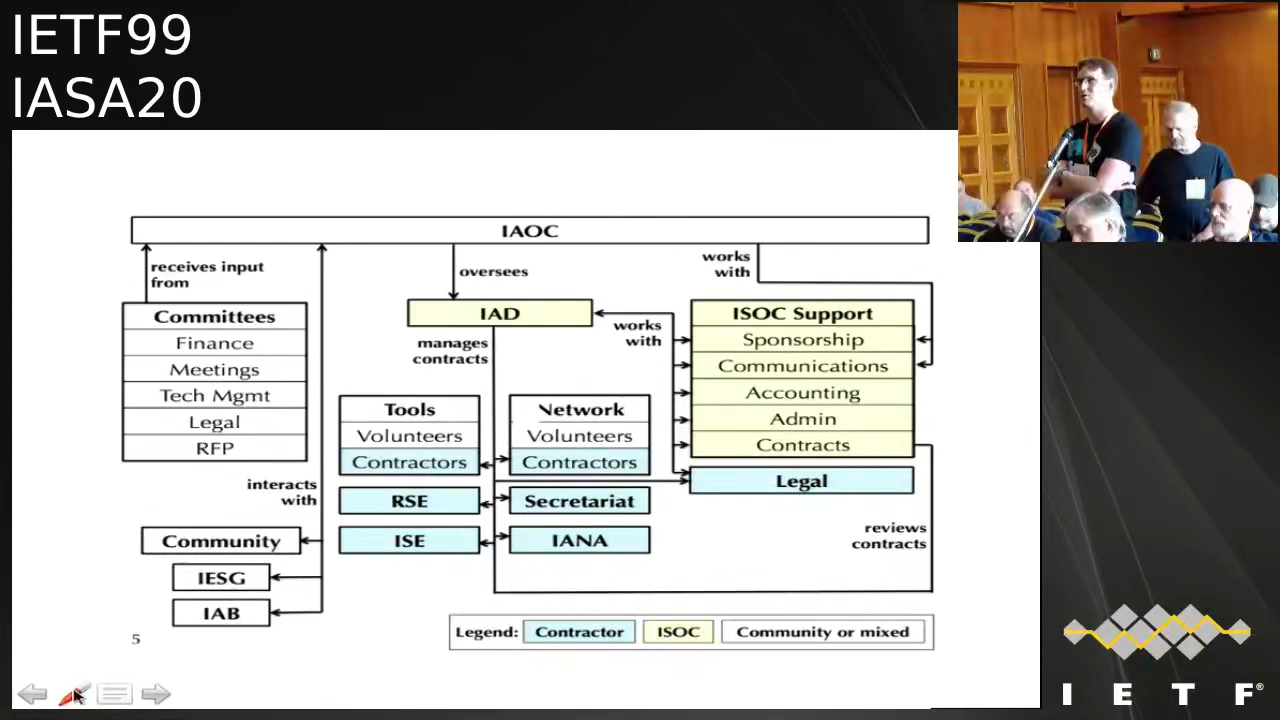 IETF99
IASA20
IAOC
receives input
from
oversees
works
with
Committees
Finance
Meetings
Tech Mgmt
Legal
RFP
IAD
manages
contracts
works
with
ISOC Support
Sponsorship
Communications
Accounting
Admin
Contracts
Tools
Volunteers
Contractors
Network
Volunteers
Contractors
Legal
interacts
with
RSE
Secretariat
reviews
contracts
Community
ISE
IANA
IESG
IAB
Legend: Contractor ISOC Community or mixed
5
I E T F®